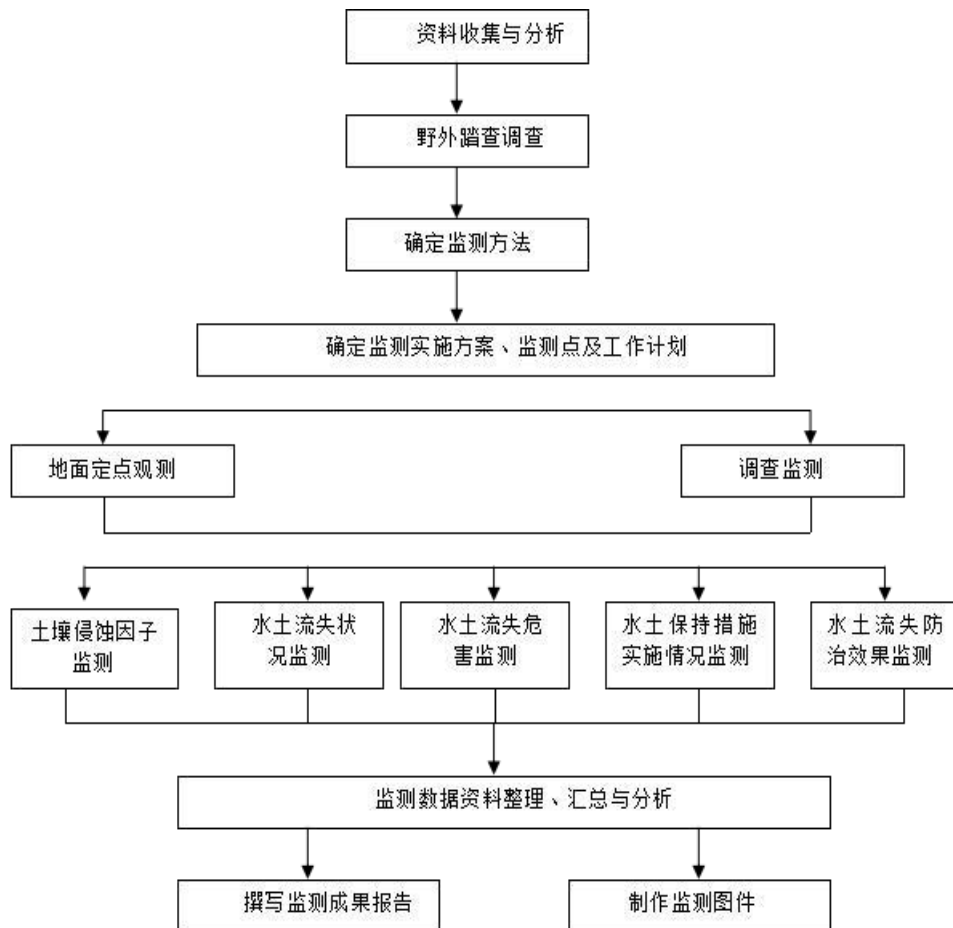 资料收集与分析
野外踏查调查
确定监测方法
确定监测实施方案、监测点及工作计划
地面定点观测
调查监测
土壤侵蚀因子
监测
水土流失状
况监测
水土流失危
害监测
水土保持措施
实施情况监测
水土流失防
治效果监测
监测数据资料整理、汇总与分析
撰写监测成果报告
制作监测图件